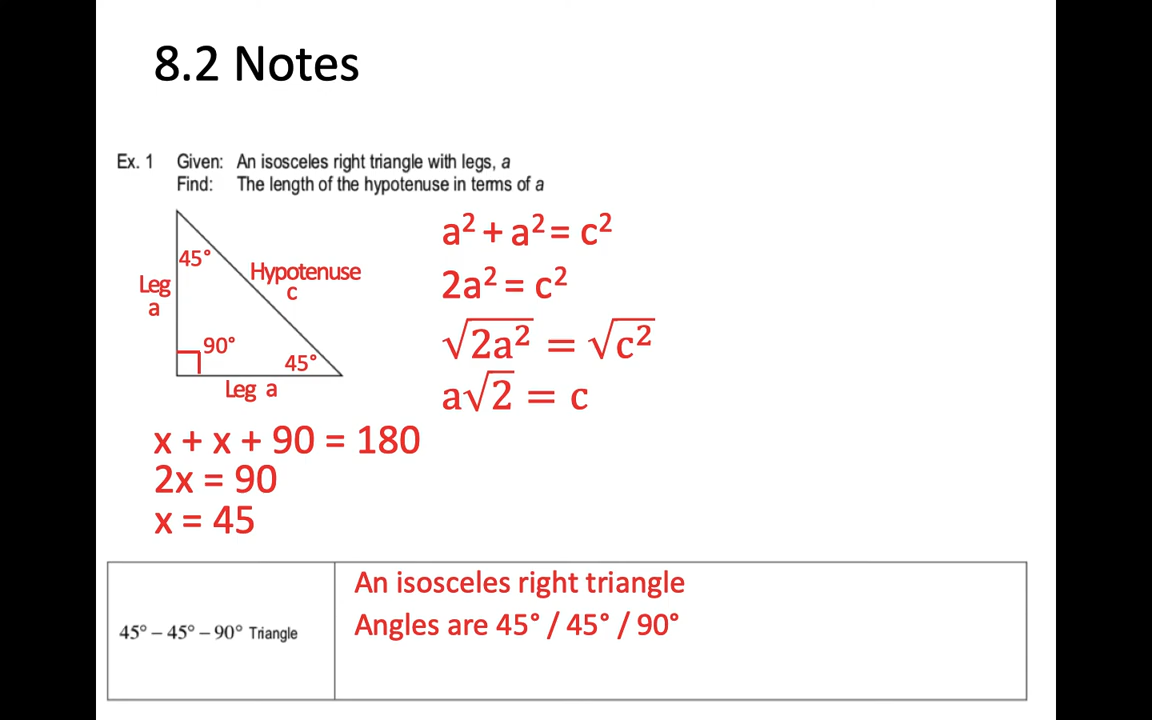 8.2 Notes
Ex. 1 Given: An isosceles right triangle with legs, a
Find: The length of the hypotenuse in terms of a
45°
Leg
a
Hypotenuse
c
90°
45°
Leg a
a² + a² = c²
2a² = c²
√2a² = √c²
a√2 = c
x + x + 90 = 180
2x = 90
x = 45
45° – 45° – 90° Triangle
An isosceles right triangle
Angles are 45° / 45° / 90°